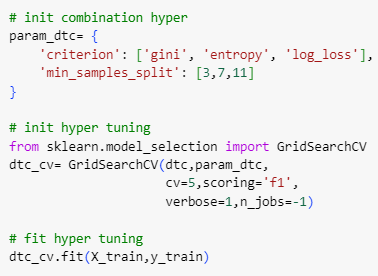 # init combination hyper
param_dtc= {
    'criterion': ['gini', 'entropy', 'log_loss'],
    'min_samples_split': [3,7,11]
}
# init hyper tuning
from sklearn.model_selection import GridSearchCV
dtc_cv= GridSearchCV(dtc,param_dtc,
                     cv=5,scoring='f1',
                     verbose=1,n_jobs=-1)
# fit hyper tuning
dtc_cv.fit(X_train,y_train)